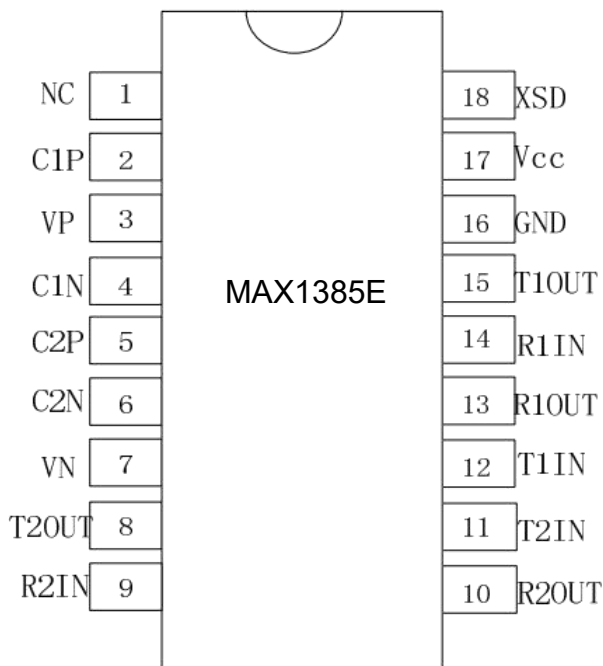 NC 1 18 XSD
C1P 2 17 Vcc
VP 3 16 GND
C1N 4 15 T1OUT
MAX1385E
C2P 5 14 R1IN
C2N 6 13 R1OUT
VN 7 12 T1IN
T2OUT 8 11 T2IN
R2IN 9 10 R2OUT